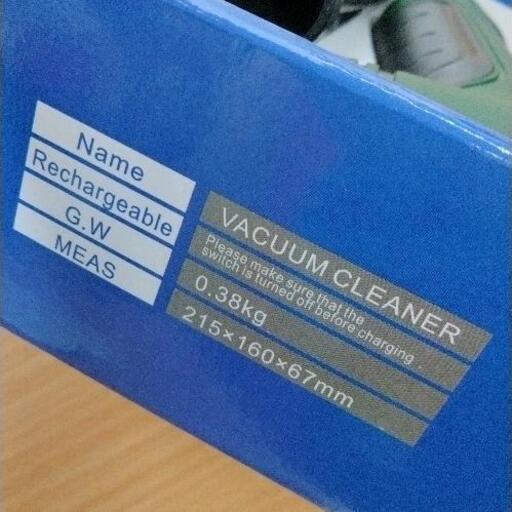 Name
VACUUM CLEANER
Rechargeable
Please make sure that the
switch is turned off before charging.
G.W
0.38kg
MEAS
215×160×67mm